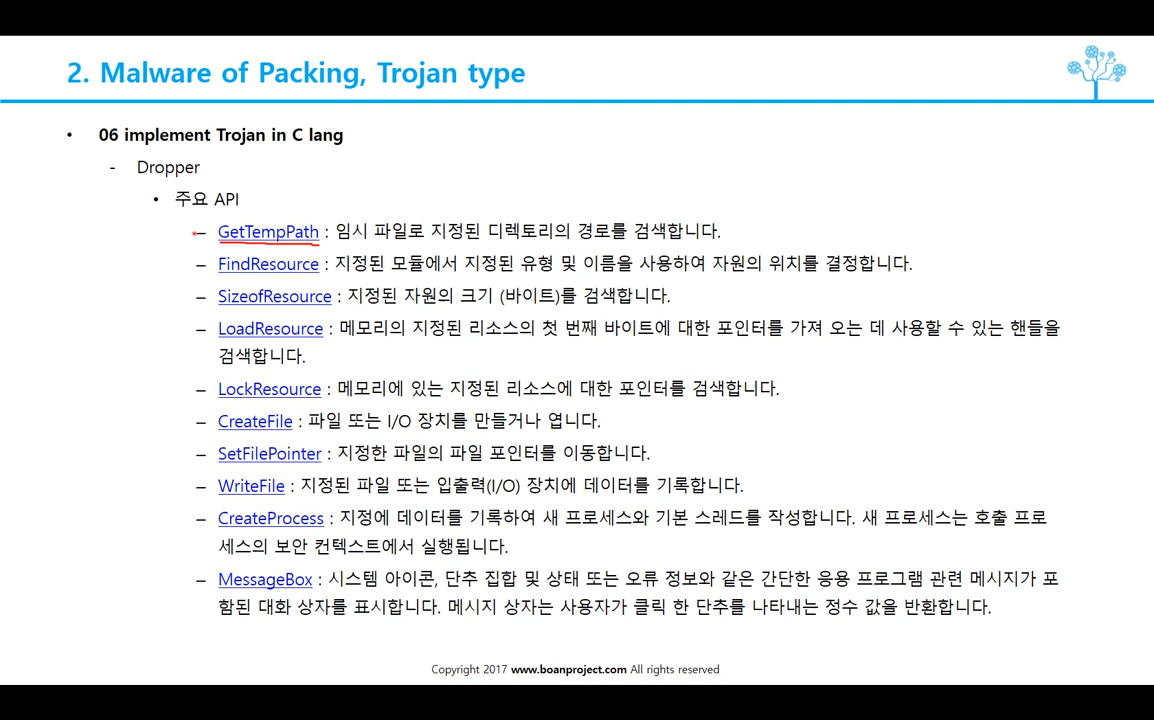 2. Malware of Packing, Trojan type
• 06 implement Trojan in C lang
- Dropper
• 주요 API
– GetTempPath : 임시 파일로 지정된 디렉토리의 경로를 검색합니다.
– FindResource : 지정된 모듈에서 지정된 유형 및 이름을 사용하여 자원의 위치를 결정합니다.
– SizeofResource : 지정된 자원의 크기 (바이트)를 검색합니다.
– LoadResource : 메모리의 지정된 리소스의 첫 번째 바이트에 대한 포인터를 가져 오는 데 사용할 수 있는 핸들을
검색합니다.
– LockResource : 메모리에 있는 지정된 리소스에 대한 포인터를 검색합니다.
– CreateFile : 파일 또는 I/O 장치를 만들거나 엽니다.
– SetFilePointer : 지정한 파일의 파일 포인터를 이동합니다.
– WriteFile : 지정된 파일 또는 입출력(I/O) 장치에 데이터를 기록합니다.
– CreateProcess : 지정에 데이터를 기록하여 새 프로세스와 기본 스레드를 작성합니다. 새 프로세스는 호출 프로
세스의 보안 컨텍스트에서 실행됩니다.
– MessageBox : 시스템 아이콘, 단추 집합 및 상태 또는 오류 정보와 같은 간단한 응용 프로그램 관련 메시지가 포
함된 대화 상자를 표시합니다. 메시지 상자는 사용자가 클릭 한 단추를 나타내는 정수 값을 반환합니다.
Copyright 2017 www.boanproject.com All rights reserved